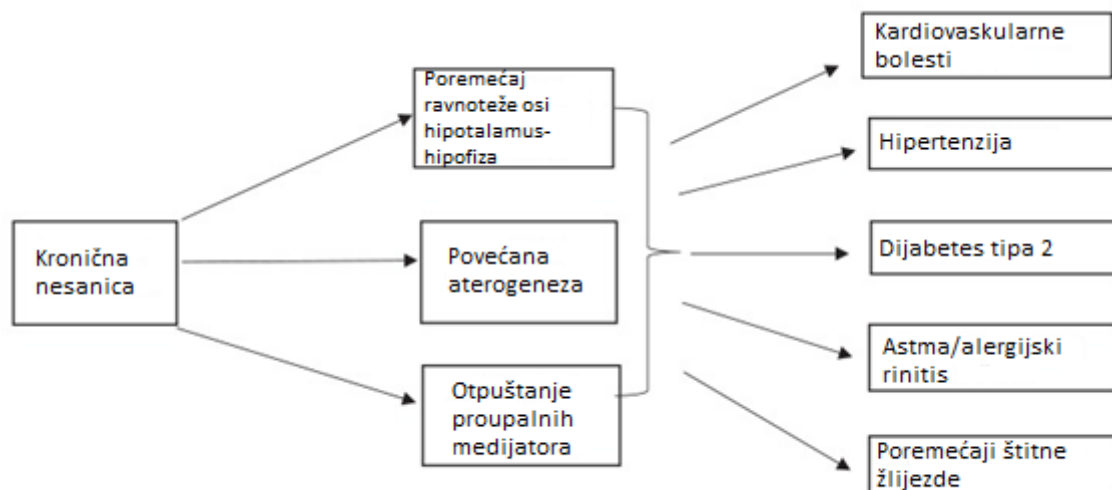 Kronična
nesanica
Poremećaj
ravnoteže osi
hipotalamus-
hipofiza
Povećana
aterogeneza
Otpuštanje
proupalnih
medijatora
Kardiovaskularne
bolesti
Hipertenzija
Dijabetes tipa 2
Astma/alergijski
rinitis
Poremećaji štitne
žlijezde